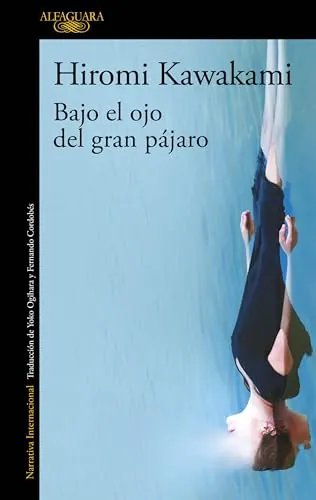 ALFAGUARA
Hiromi Kawakami
Bajo el ojo
del gran pájaro
Narrativa Internacional Traducción de Yoko Ogihara y Fernando Cordobés